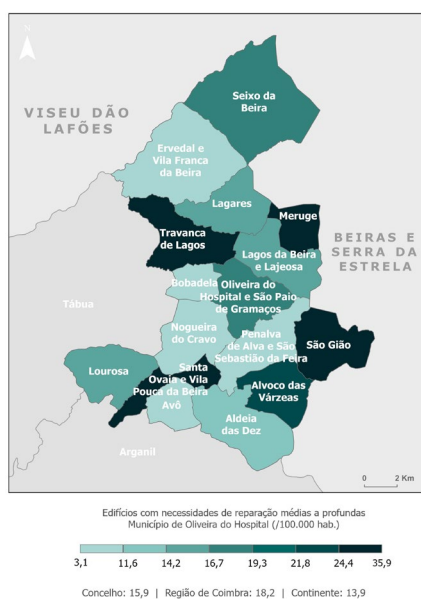 N
Seixo da
Beira
VISEU DÃO
LAFÕES
Ervedal e
Vila Franca
da Beira
Lagares
Meruge
Travanca
de Lagos
BEIRAS E
SERRA DA
ESTRELA
Lagos da Beira
e Lajeosa
Bobadela
Oliveira do
Hospital e São Paio
de Gramaços
Tábua
Nogueira
do Cravo
Penalva
de Alva e São
Sebastião da Feira
São Gião
Santa
Ovaia e Vila
Pouca da Beira
Lourosa
Alvoco das
Várzeas
Avô
Aldeia
das Dez
Arganil
0 2 Km
Edifícios com necessidades de reparação médias a profundas
Município de Oliveira do Hospital (/100.000 hab.)
3,1 11,6 14,2 16,7 19,3 21,8 24,4 35,9
Concelho: 15,9 | Região de Coimbra: 18,2 | Continente: 13,9